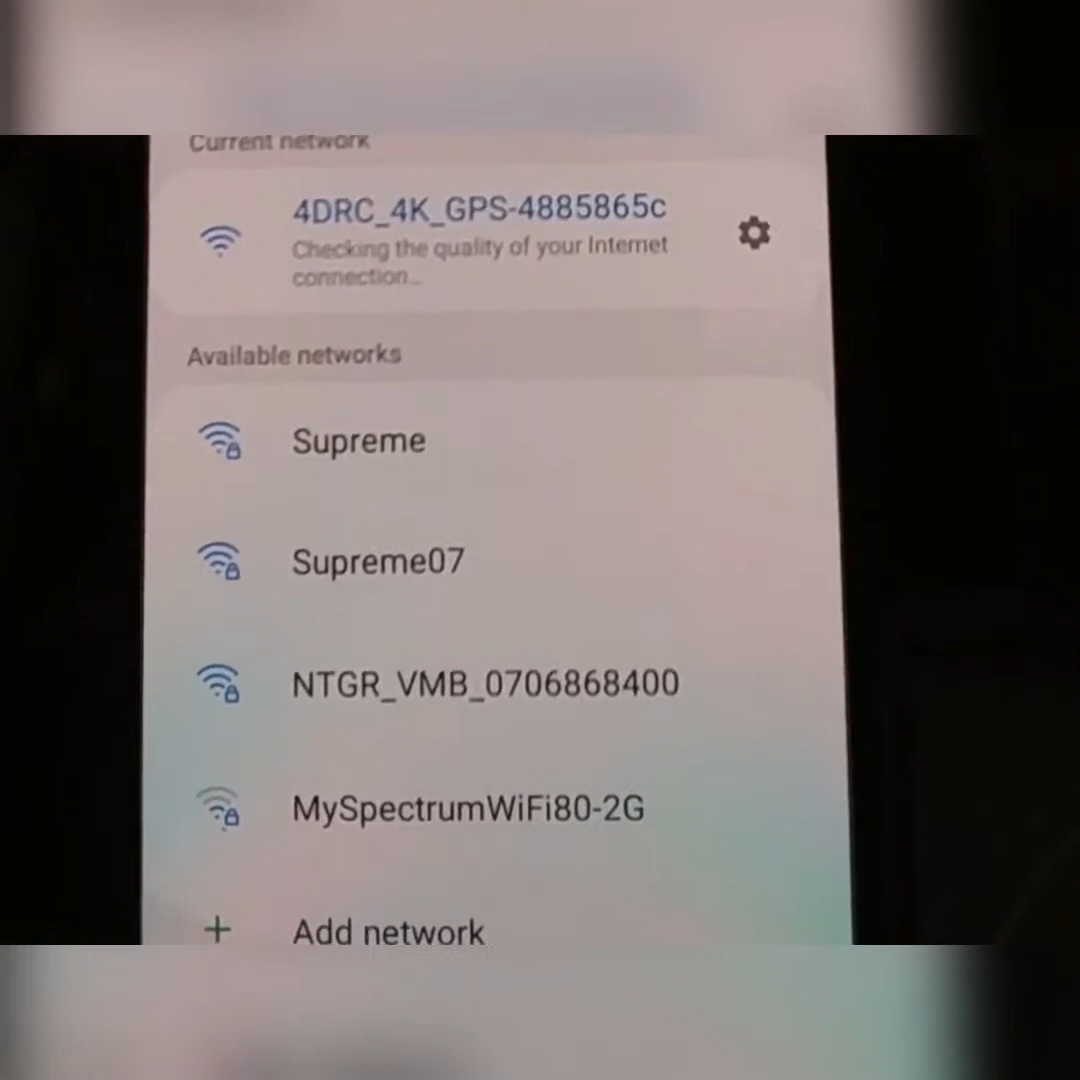 Current network
4DRC_4K_GPS-4885865c
Checking the quality of your Internet
connection...
Available networks
Supreme
Supreme07
NTGR_VMB_0706868400
MySpectrumWiFi80-2G
Add network